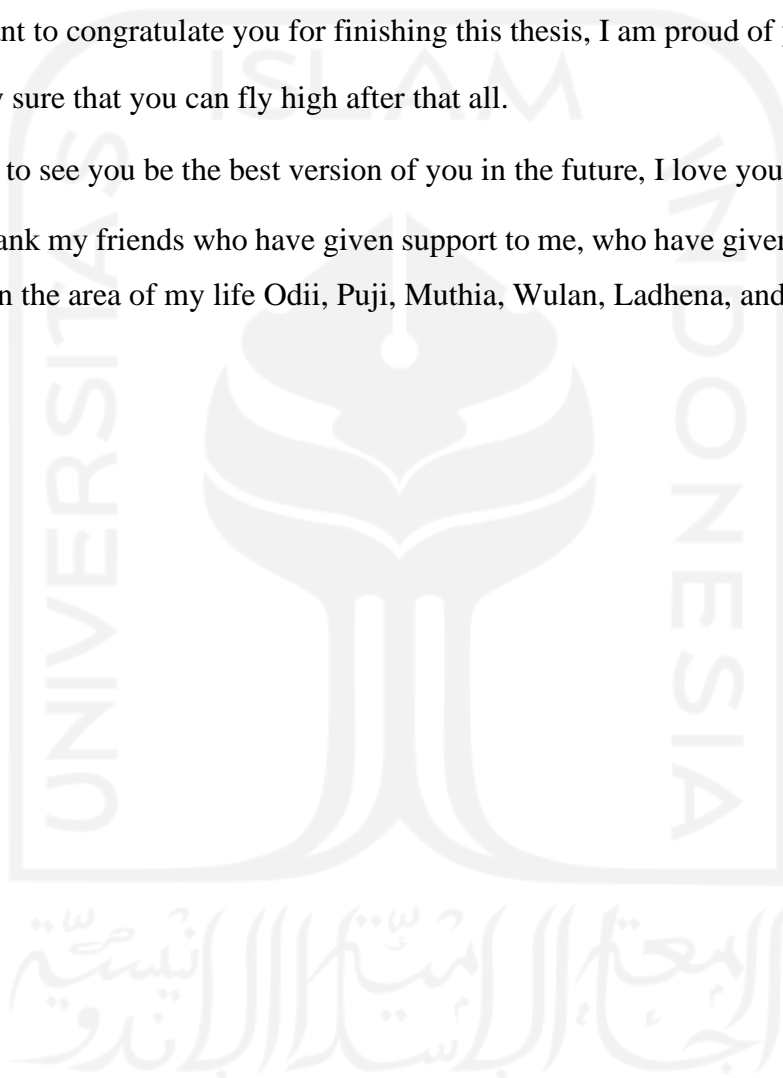 nt to congratulate you for finishing this thesis, I am proud of
sure that you can fly high after that all.
to see you be the best version of you in the future, I love you
ank my friends who have given support to me, who have given
n the area of my life Odii, Puji, Muthia, Wulan, Ladhena, and
ISLAM
UNIVERSITAS
INDONESIA